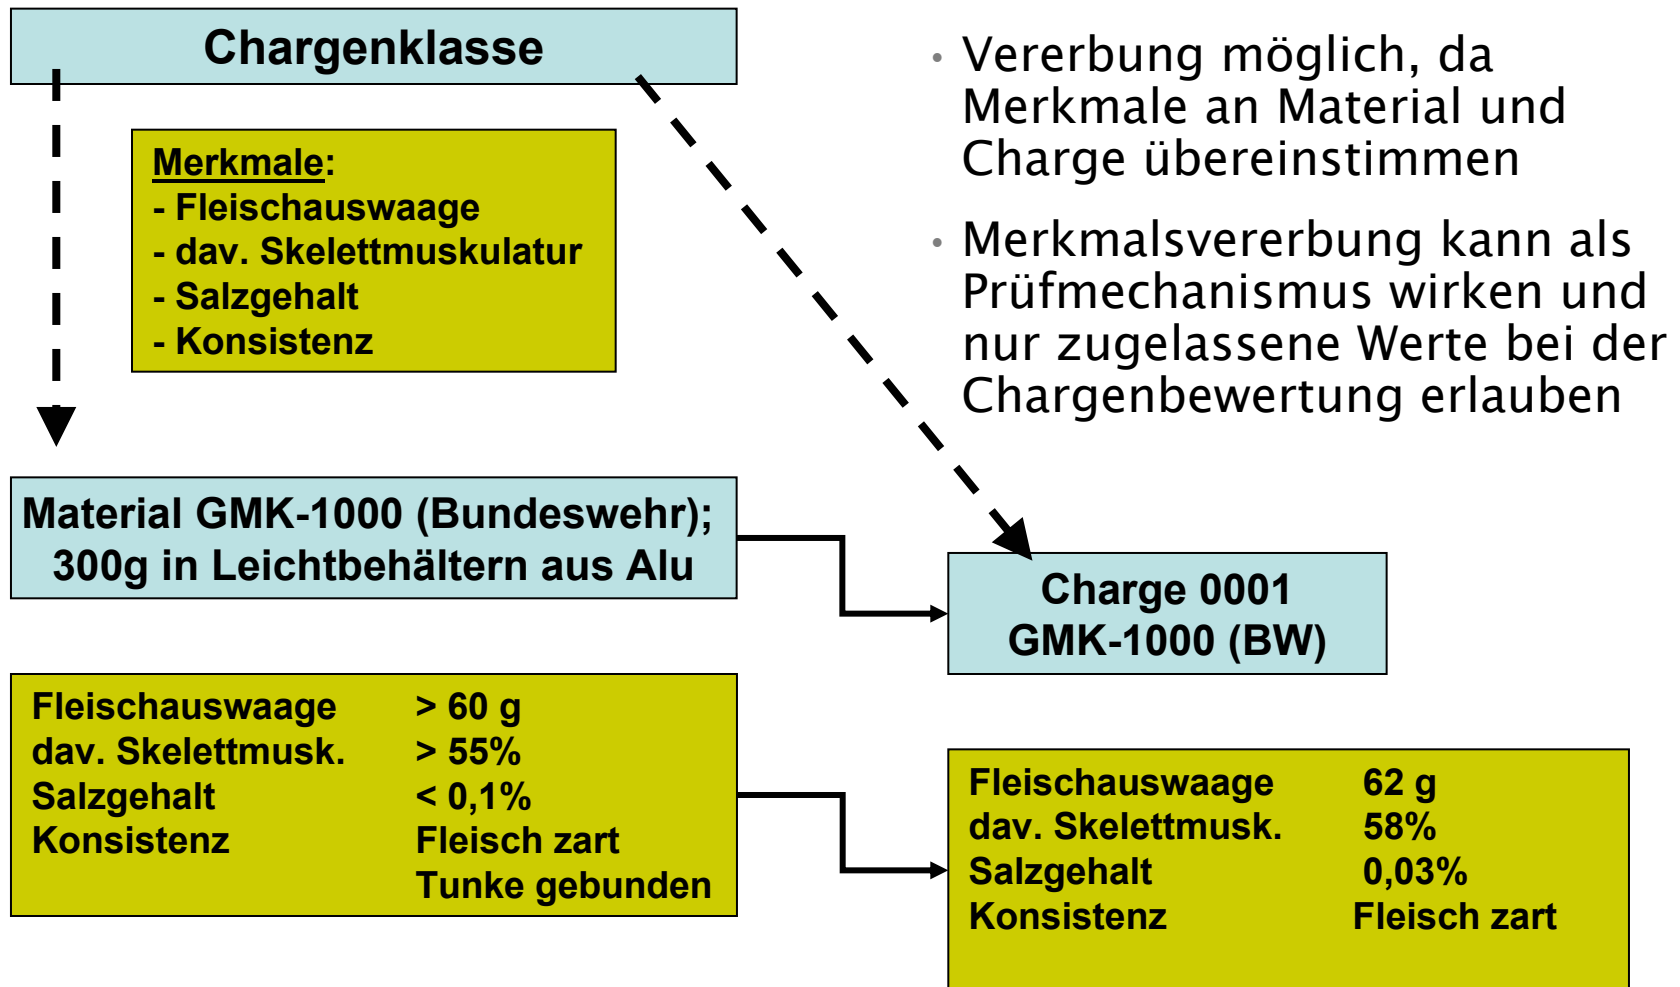 Chargenklasse
Merkmale:
- Fleischauswaage
- dav. Skelettmuskulatur
- Salzgehalt
- Konsistenz
• Vererbung möglich, da
Merkmale an Material und
Charge übereinstimmen
• Merkmalsvererbung kann als
Prüfmechanismus wirken und
nur zugelassene Werte bei der
Chargenbewertung erlauben
Material GMK-1000 (Bundeswehr);
300g in Leichtbehältern aus Alu
Charge 0001
GMK-1000 (BW)
Fleischauswaage > 60 g
dav. Skelettmusk. > 55%
Salzgehalt < 0,1%
Konsistenz Fleisch zart
Tunke gebunden
Fleischauswaage 62 g
dav. Skelettmusk. 58%
Salzgehalt 0,03%
Konsistenz Fleisch zart